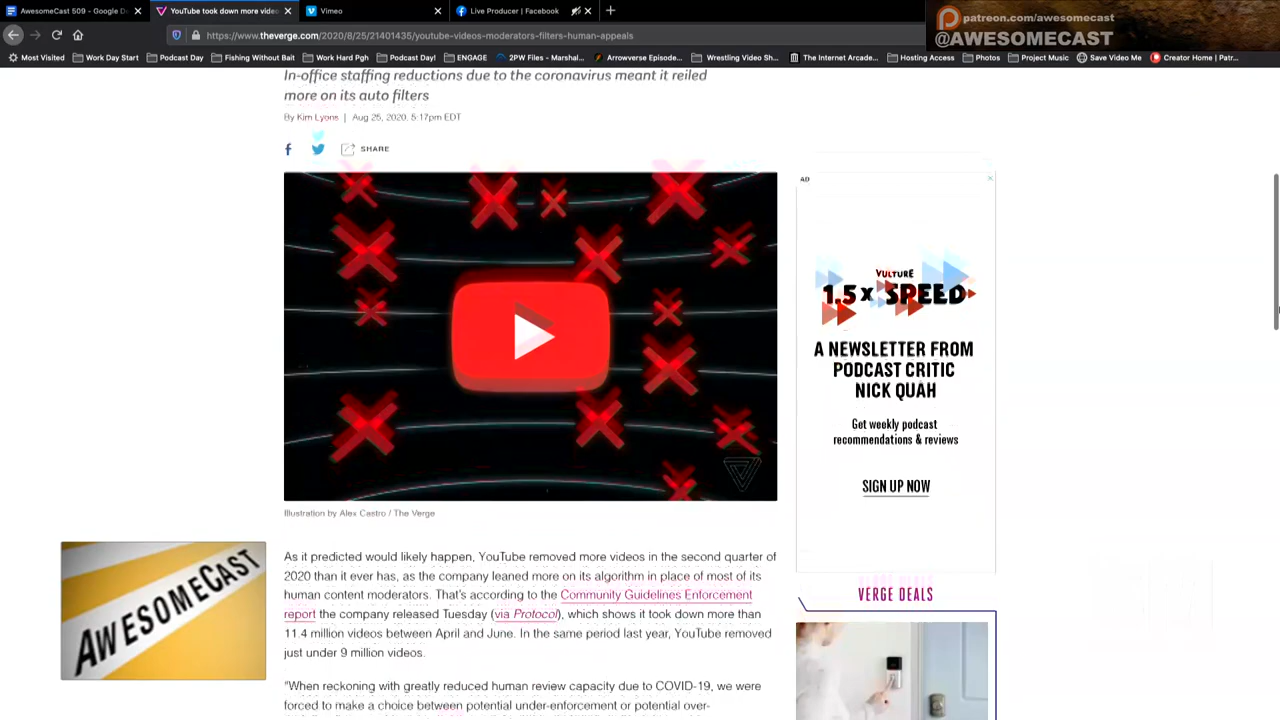 AwesomeCast 509 - Google D
YouTube took down more video
Vimeo
Live Producer | Facebook
patreon.com/awesomecast
@AWESOMECAST
https://www.theverge.com/2020/8/25/21401435/youtube-videos-moderators-filters-human-appeals
Most Visited
Work Day Start
Podcast Day
Fishing Without Bait
Work Hard Pgh
Podcast Day!
ENGAGE
2PW Files - Marshal...
Arrowverse Episode...
Wrestling Video Sh...
The Internet Arcade...
Hosting Access
Photos
Project Music
Save Video Me
Creator Home | Patr...
In-office staffing reductions due to the coronavirus meant it reiled
more on its auto filters
By Kim Lyons | Aug 25, 2020, 5:17pm EDT
SHARE
AD
VULTURE
1.5x SPEED
A NEWSLETTER FROM
PODCAST CRITIC
NICK QUAH
Get weekly podcast
recommendations & reviews
SIGN UP NOW
Illustration by Alex Castro / The Verge
AWESOMECAST
As it predicted would likely happen, YouTube removed more videos in the second quarter of
2020 than it ever has, as the company leaned more on its algorithm in place of most of its
human content moderators. That's according to the Community Guidelines Enforcement
report the company released Tuesday (via Protocol), which shows it took down more than
11.4 million videos between April and June. In the same period last year, YouTube removed
just under 9 million videos.
"When reckoning with greatly reduced human review capacity due to COVID-19, we were
forced to make a choice between potential under-enforcement or potential over-
VERGE DEALS